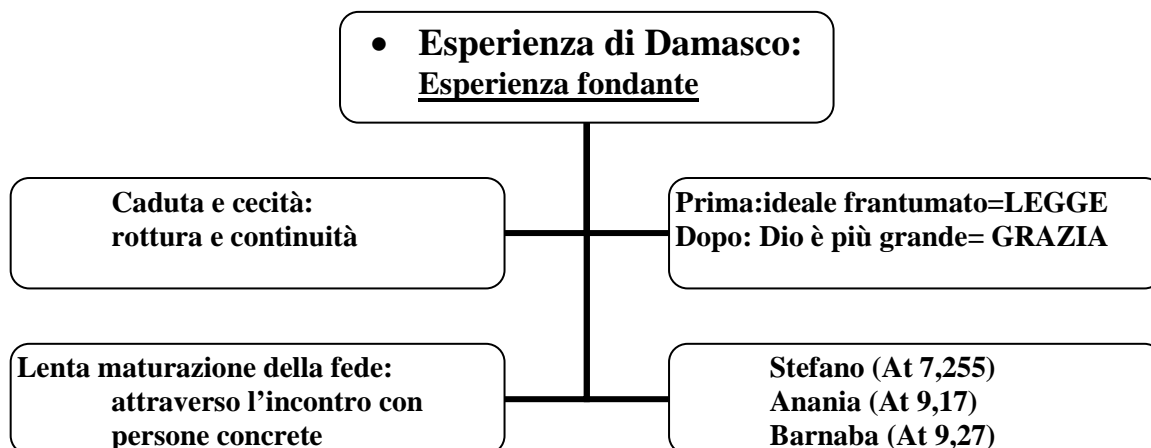 • Esperienza di Damasco:
Esperienza fondante
Caduta e cecità:
rottura e continuità
Prima:ideale frantumato=LEGGE
Dopo: Dio è più grande= GRAZIA
Lenta maturazione della fede:
attraverso l’incontro con
persone concrete
Stefano (At 7,255)
Anania (At 9,17)
Barnaba (At 9,27)